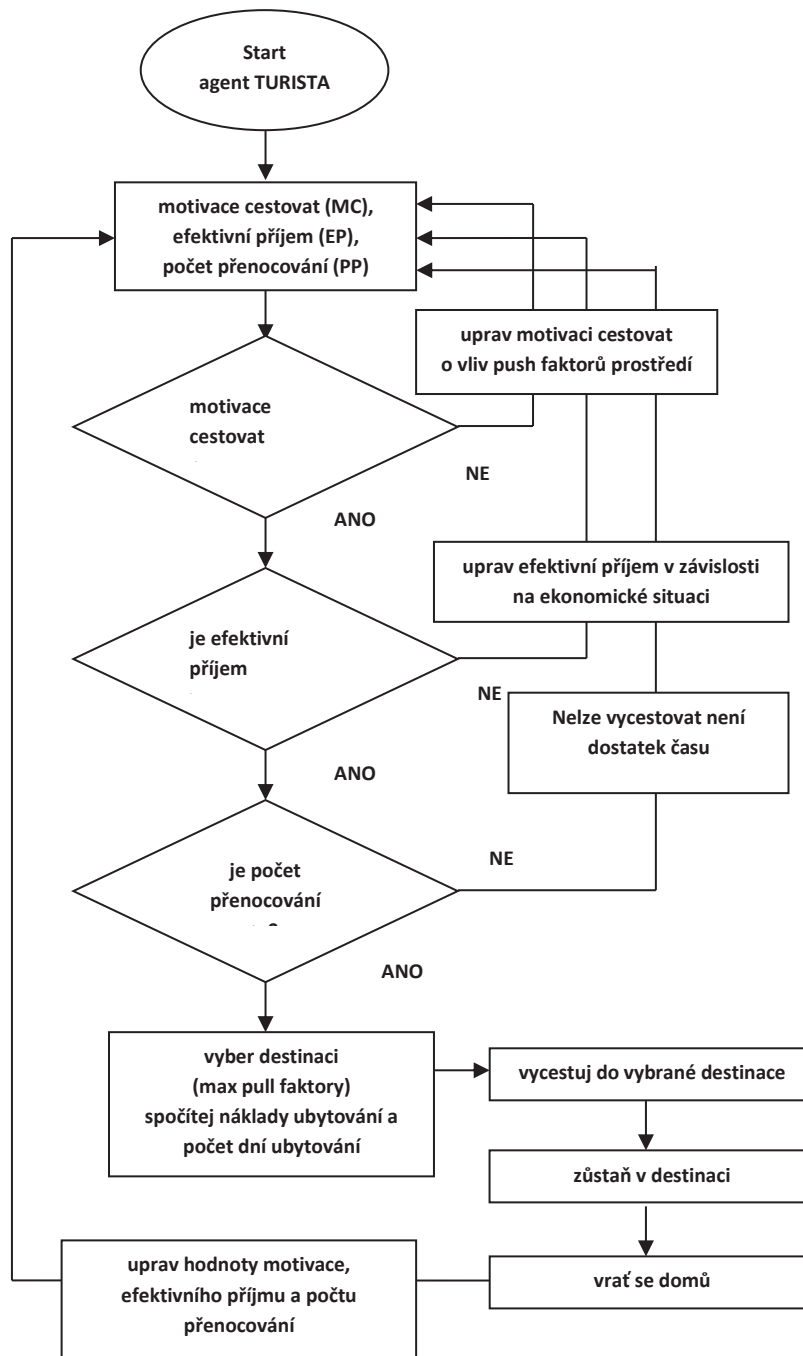 Start
agent TURISTA
motivace cestovat (MC),
efektivní příjem (EP),
počet přenocování (PP)
uprav motivaci cestovat
o vliv push faktorů prostředí
motivace
cestovat
NE
ANO
uprav efektivní příjem v závislosti
na ekonomické situaci
je efektivní
příjem
NE
Nelze vycestovat není
dostatek času
ANO
je počet
přenocování
NE
ANO
vyber destinaci
(max pull faktory)
spočítej náklady ubytování a
počet dní ubytování
vycestuj do vybrané destinace
zůstaň v destinaci
vrať se domů
uprav hodnoty motivace,
efektivního příjmu a počtu
přenocování